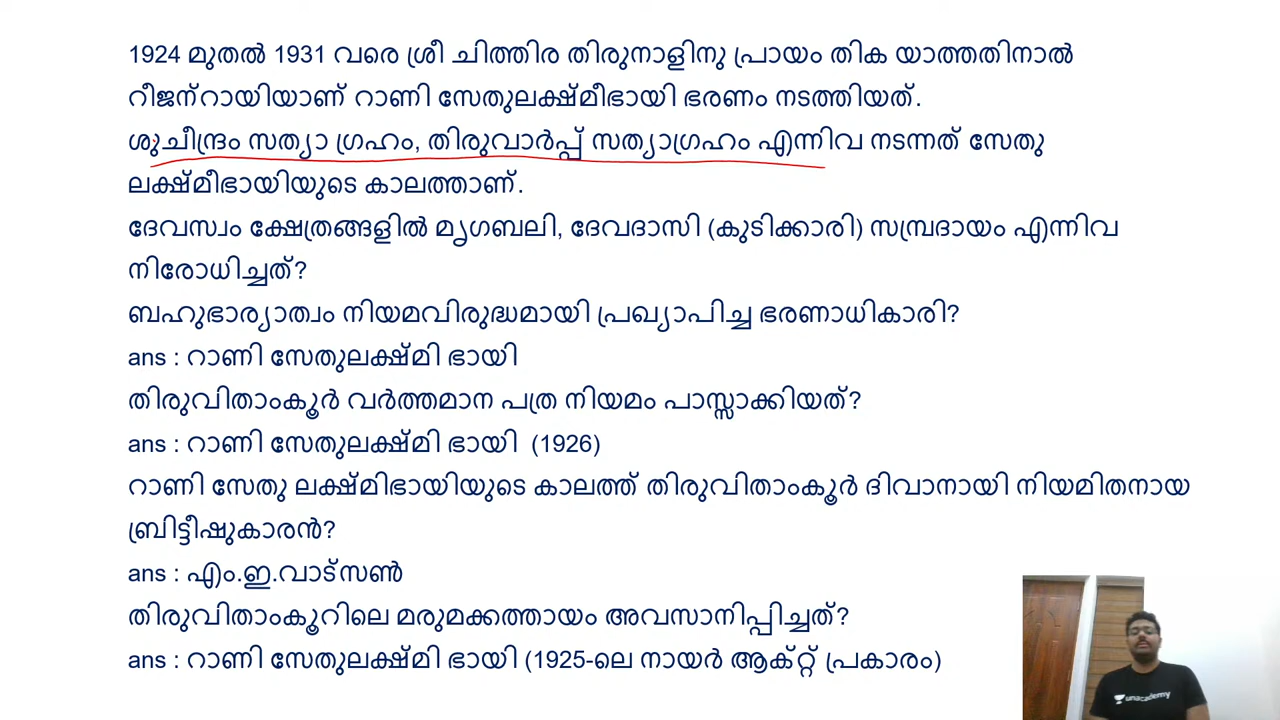 1924 മുതൽ 1931 വരെ ശ്രീ ചിത്തിര തിരുനാളിനു പ്രായം തിക യാത്തതിനാൽ
റീജന്റായിയാണ് റാണി സേതുലക്ഷ്മീഭായി ഭരണം നടത്തിയത്.
ശുചീന്ദ്രം സത്യാ ഗ്രഹം, തിരുവാർപ്പ് സത്യാഗ്രഹം എന്നിവ നടന്നത് സേതു
ലക്ഷ്മീഭായിയുടെ കാലത്താണ്.
ദേവസ്വം ക്ഷേത്രങ്ങളിൽ മൃഗബലി, ദേവദാസി (കുടിക്കാരി) സമ്പ്രദായം എന്നിവ
നിരോധിച്ചത്?
ബഹുഭാര്യാത്വം നിയമവിരുദ്ധമായി പ്രഖ്യാപിച്ച ഭരണാധികാരി?
ans : റാണി സേതുലക്ഷ്മി ഭായി
തിരുവിതാംകൂർ വർത്തമാന പത്ര നിയമം പാസ്സാക്കിയത്?
ans : റാണി സേതുലക്ഷ്മി ഭായി (1926)
റാണി സേതു ലക്ഷ്മിഭായിയുടെ കാലത്ത് തിരുവിതാംകൂർ ദിവാനായി നിയമിതനായ
ബ്രിട്ടീഷുകാരൻ?
ans : എം.ഇ.വാട്സൺ
തിരുവിതാംകൂറിലെ മരുമക്കത്തായം അവസാനിപ്പിച്ചത്?
ans : റാണി സേതുലക്ഷ്മി ഭായി (1925-ലെ നായർ ആക്റ്റ് പ്രകാരം)
unacademy